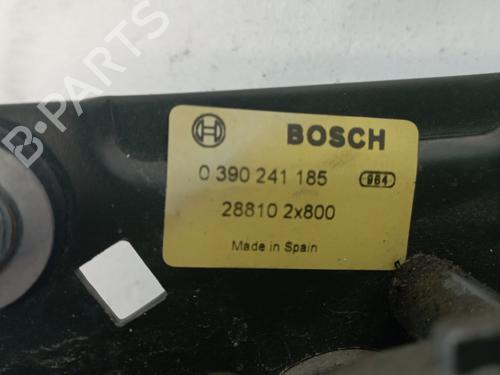 BOSCH
0 390 241 185 984
28810 2x800
Made in Spain
B-PARTS